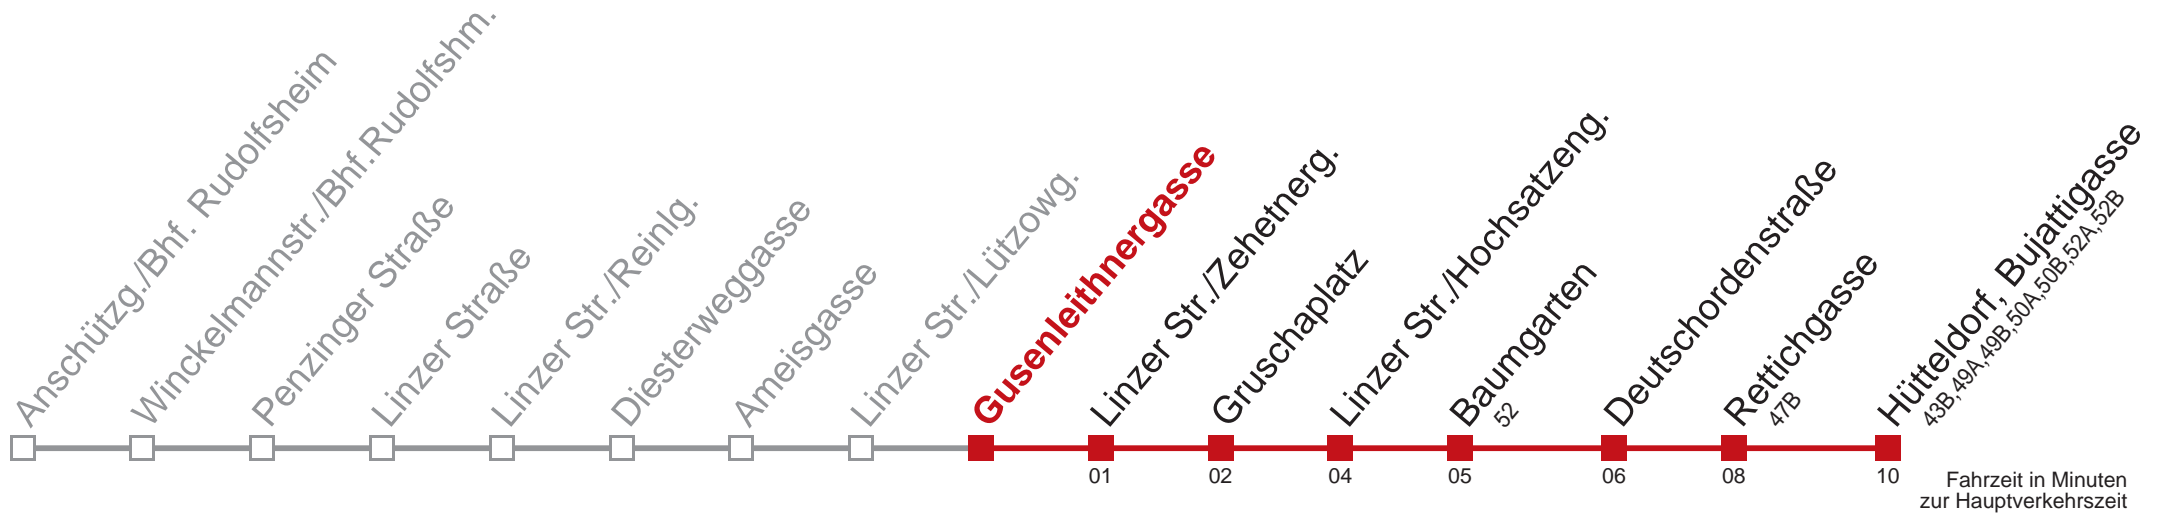 Anschützg./Bhf. Rudolfsheim
Winckelmannstr./Bhf.Rudolfshm.
Penzinger Straße
Linzer Straße
Linzer Str./Reinlg.
Diesterweggasse
Ameisgasse
Linzer Str./Lützowg.
Gusenleithnergasse
Linzer Str./Zehetnerg.
Gruschaplatz
Linzer Str./Hochsatzeng.
Baumgarten
52
Deutschordenstraße
Rettichgasse
47B
Hütteldorf, Bujattigasse
43B,49A,49B,50A,50B,52A,52B
01 02 04 05 06 08 10
Fahrzeit in Minuten
zur Hauptverkehrszeit